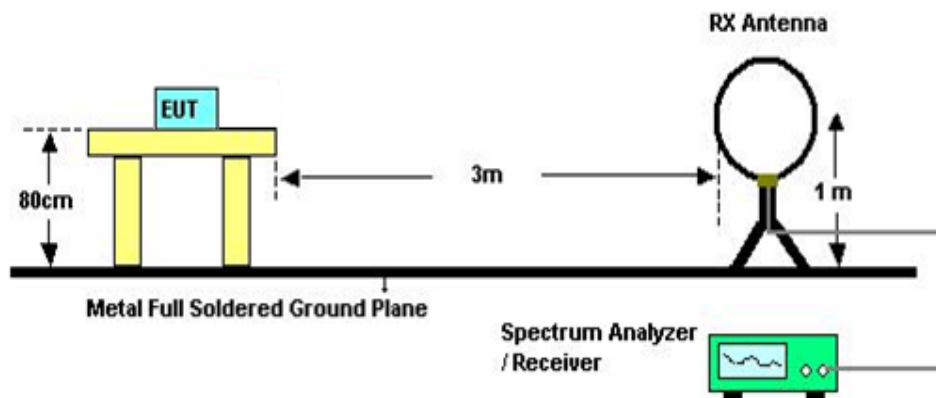 RX Antenna
EUT
3m
80cm
1 m
Metal Full Soldered Ground Plane
Spectrum Analyzer
/ Receiver